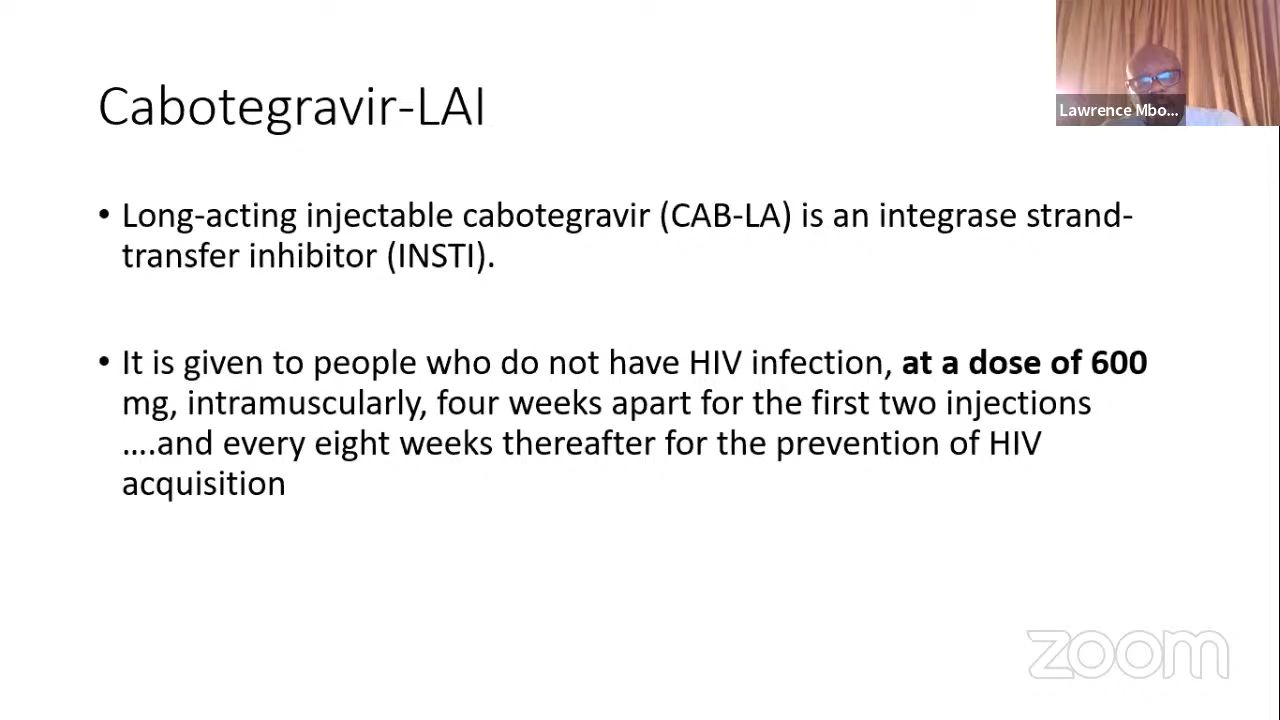 Cabotegravir-LAI
Lawrence Mbo...
• Long-acting injectable cabotegravir (CAB-LA) is an integrase strand-
transfer inhibitor (INSTI).
• It is given to people who do not have HIV infection, at a dose of 600
mg, intramuscularly, four weeks apart for the first two injections
....and every eight weeks thereafter for the prevention of HIV
acquisition
zoom